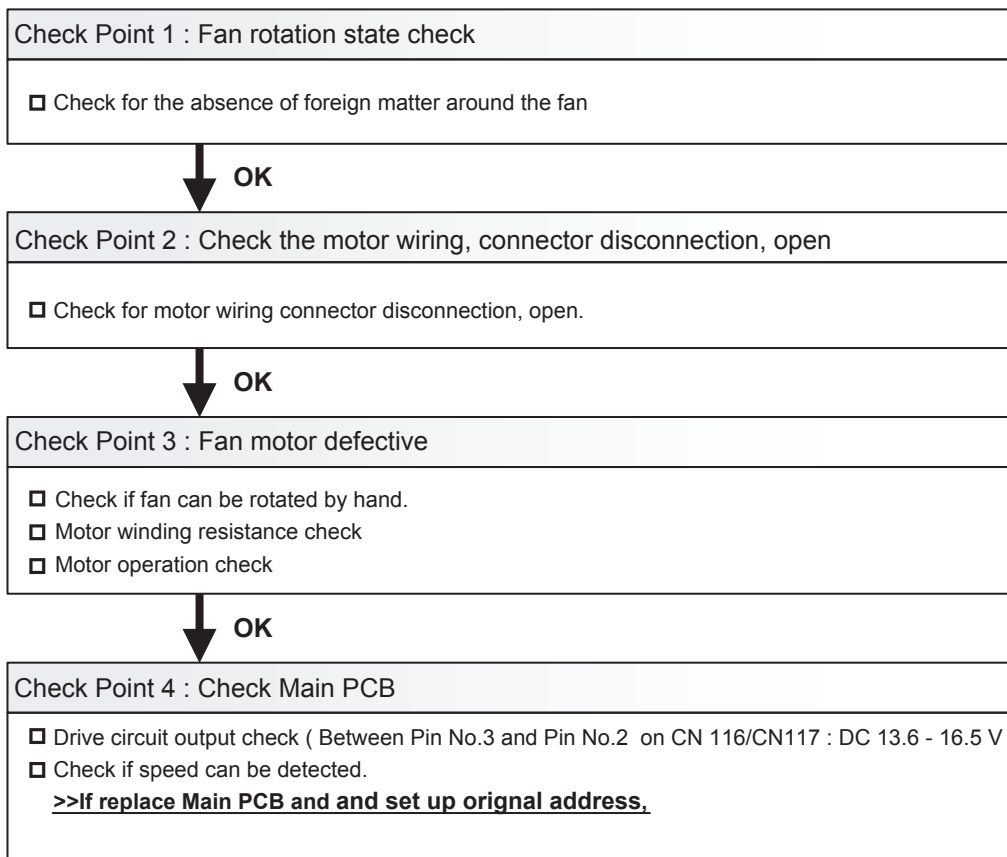 Check Point 1 : Fan rotation state check
Check for the absence of foreign matter around the fan
OK
Check Point 2 : Check the motor wiring, connector disconnection, open
Check for motor wiring connector disconnection, open.
OK
Check Point 3 : Fan motor defective
Check if fan can be rotated by hand.
Motor winding resistance check
Motor operation check
OK
Check Point 4 : Check Main PCB
Drive circuit output check ( Between Pin No.3 and Pin No.2 on CN 116/CN117 : DC 13.6 - 16.5 V
Check if speed can be detected.
>>If replace Main PCB and and set up orignal address,